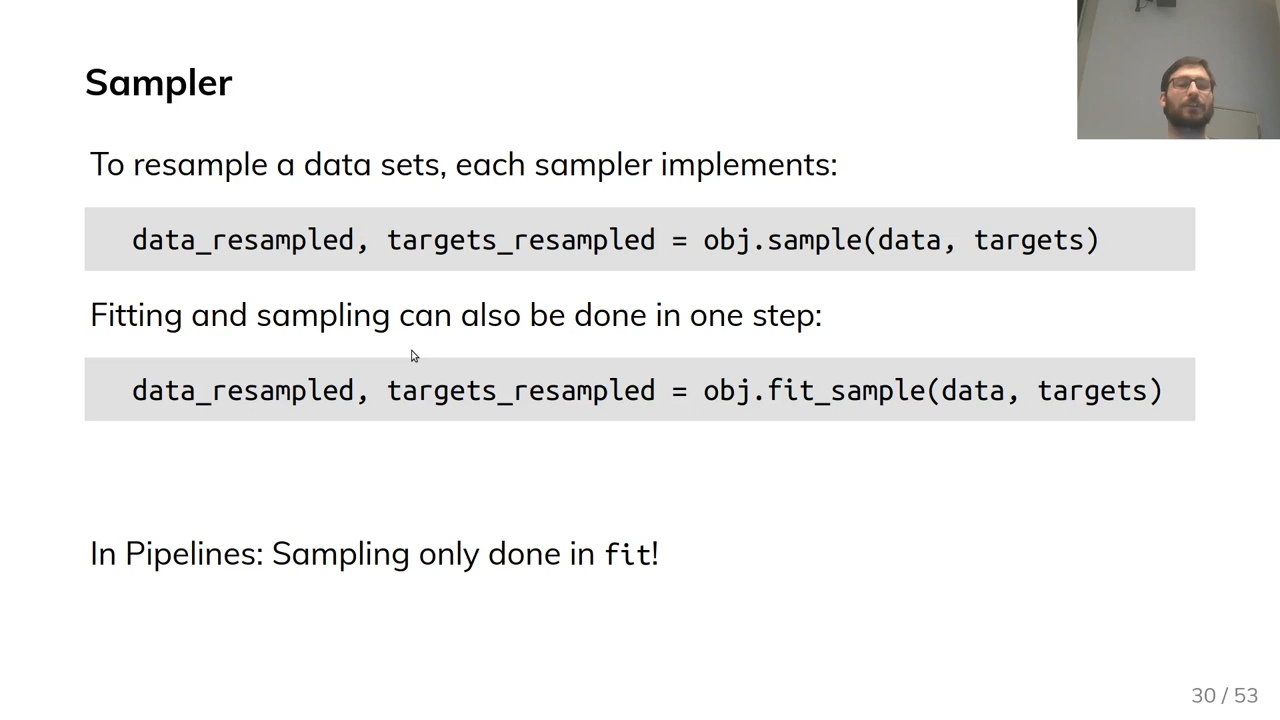 Sampler
To resample a data sets, each sampler implements:
data_resampled, targets_resampled = obj.sample(data, targets)
Fitting and sampling can also be done in one step:
data_resampled, targets_resampled = obj.fit_sample(data, targets)
In Pipelines: Sampling only done in fit!
30 / 53